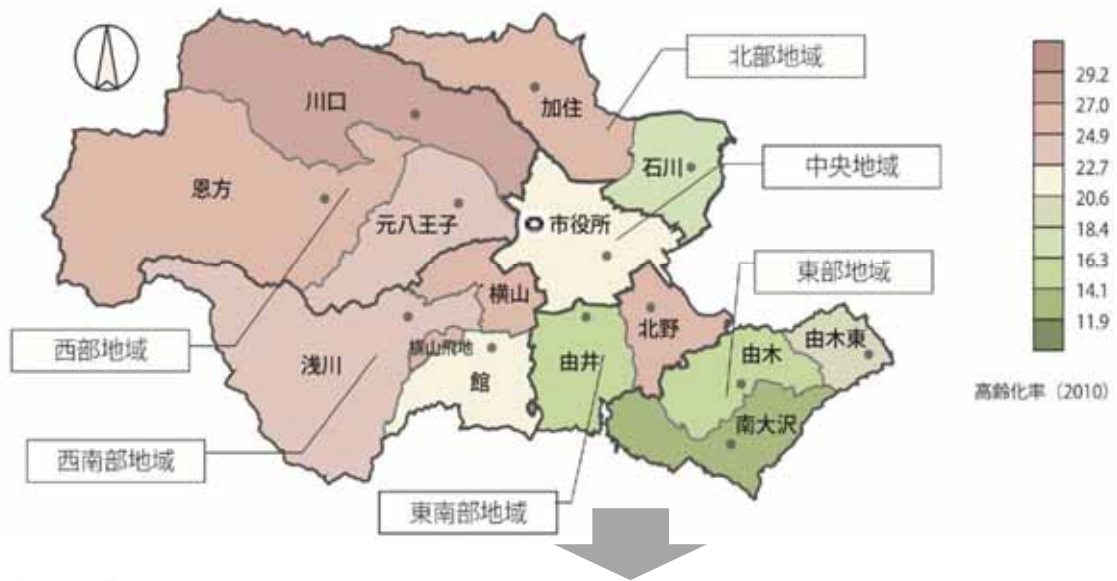 北部地域
川口
加住
29.2
27.0
24.9
22.7
20.6
18.4
16.3
14.1
11.9
高齢化率（2010）
石川
中央地域
恩方
元八王子
市役所
東部地域
横山
北野
由木東
西部地域
浅川
横山飛地
由井
由木
館
南大沢
西南部地域
東南部地域